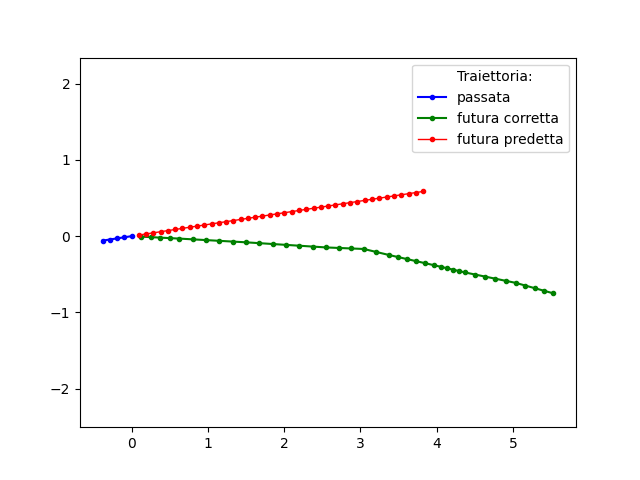 Traiettoria:
passata
futura corretta
futura predetta
2
1
0
−1
−2
0 1 2 3 4 5